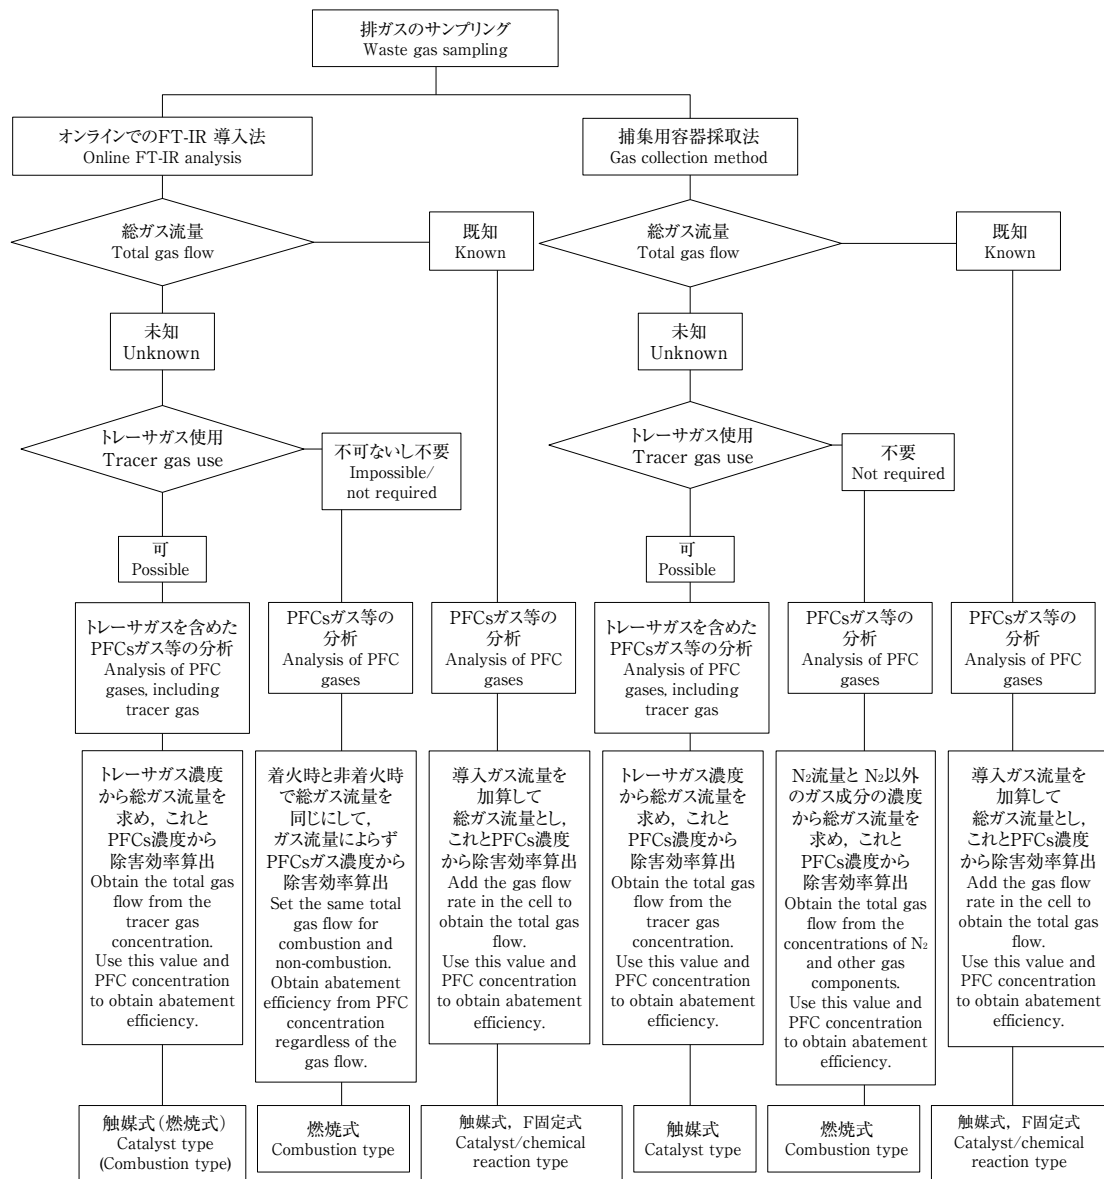 排ガスのサンプリング
Waste gas sampling
オンラインでのFT-IR 導入法
Online FT-IR analysis
捕集用容器採取法
Gas collection method
総ガス流量
Total gas flow
既知
Known
総ガス流量
Total gas flow
既知
Known
未知
Unknown
未知
Unknown
トレーサガス使用
Tracer gas use
不可ないし不要
Impossible/
not required
トレーサガス使用
Tracer gas use
不要
Not required
可
Possible
可
Possible
トレーサガスを含めた
PFCsガス等の分析
Analysis of PFC
gases, including
tracer gas
PFCsガス等の
分析
Analysis of PFC
gases
PFCsガス等の
分析
Analysis of PFC
gases
トレーサガスを含めた
PFCsガス等の分析
Analysis of PFC
gases, including
tracer gas
PFCsガス等の
分析
Analysis of PFC
gases
PFCsガス等の
分析
Analysis of PFC
gases
トレーサガス濃度
から総ガス流量を
求め，これと
PFCs濃度から
除害効率算出
Obtain the total gas
flow from the
tracer gas
concentration.
Use this value and
PFC concentration
to obtain abatement
efficiency.
着火時と非着火時
で総ガス流量を
同じにして，
ガス流量によらず
PFCsガス濃度から
除害効率算出
Set the same total
gas flow for
combustion and
non-combustion.
Obtain abatement
efficiency from PFC
concentration
regardless of the
gas flow.
導入ガス流量を
加算して
総ガス流量とし，
これとPFCs濃度
から除害効率算出
Add the gas flow
rate in the cell to
obtain the total gas
flow.
Use this value and
PFC concentration
to obtain abatement
efficiency.
トレーサガス濃度
から総ガス流量を
求め，これと
PFCs濃度から
除害効率算出
Obtain the total gas
flow from the
tracer gas
concentration.
Use this value and
PFC concentration
to obtain abatement
efficiency.
N₂流量と N₂以外
のガス成分の濃度
から総ガス流量を
求め，これと
PFCs濃度から
除害効率算出
Obtain the total gas
flow from the
concentrations of N₂
and other gas
components.
Use this value and
PFC concentration
to obtain abatement
efficiency.
導入ガス流量を
加算して
総ガス流量とし，
これとPFCs濃度
から除害効率算出
Add the gas flow
rate in the cell to
obtain the total gas
flow.
Use this value and
PFC concentration
to obtain abatement
efficiency.
触媒式（燃焼式）
Catalyst type
(Combustion type)
燃焼式
Combustion type
触媒式，F固定式
Catalyst/chemical
reaction type
触媒式
Catalyst type
燃焼式
Combustion type
触媒式，F固定式
Catalyst/chemical
reaction type